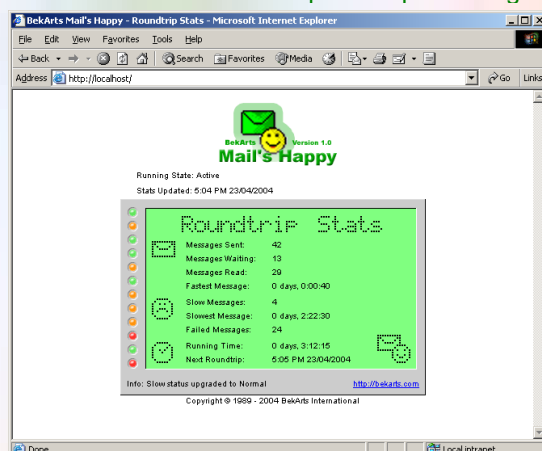 BekArts Mail's Happy - Roundtrip Stats - Microsoft Internet Explorer
File Edit View Favorites Tools Help
Back Search Favorites Media
Address http://localhost/ Go Links
BekArts Version 1.0
Mail's Happy
Running State: Active
Stats Updated: 5:04 PM 23/04/2004
Roundtrip Stats
Messages Sent: 42
Messages Waiting: 13
Messages Read: 29
Fastest Message: 0 days, 0:00:40
Slow Messages: 4
Slowest Message: 0 days, 2:22:30
Failed Messages: 24
Running Time: 0 days, 3:12:15
Next Roundtrip: 5:05 PM 23/04/2004
Info: Slow status upgraded to Normal http://bekarts.com
Copyright © 1989 - 2004 BekArts International
Done Local intranet